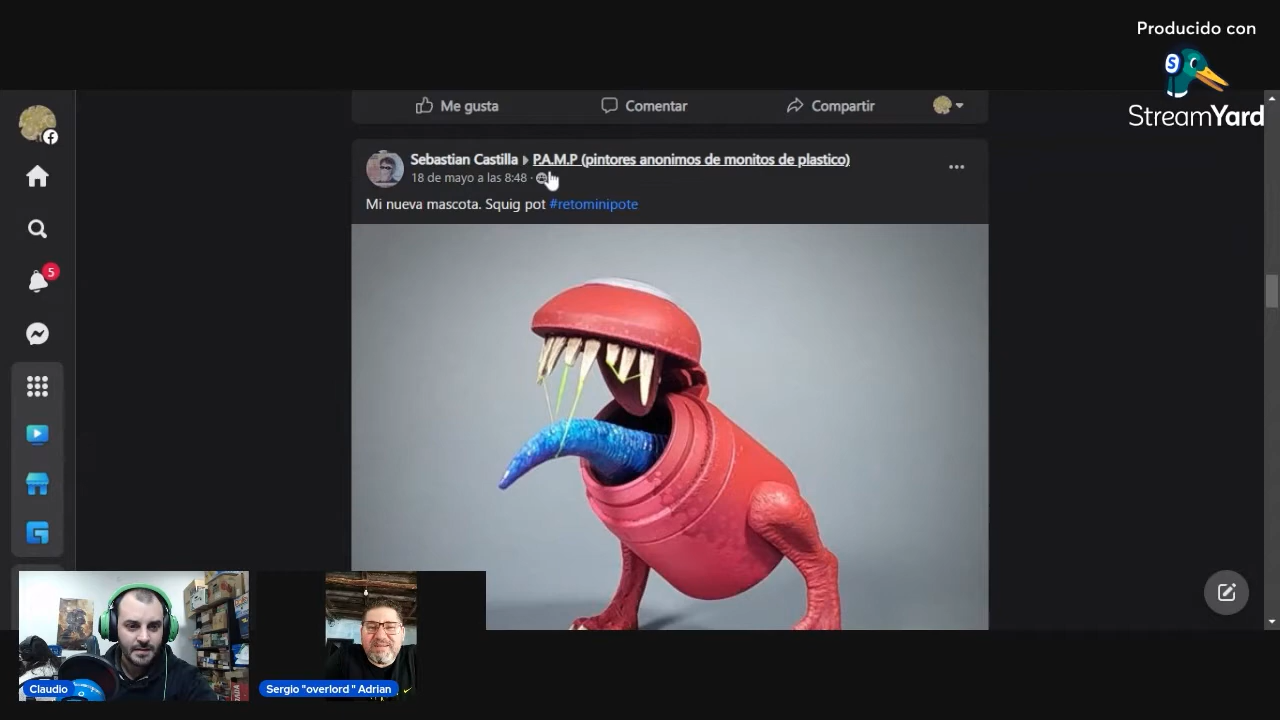 Producido con
StreamYard
Me gusta
Comentar
Compartir
Sebastian Castilla P.A.M.P (pintores anonimos de monitos de plastico)
18 de mayo a las 8:48 ·
Mi nueva mascota. Squig pot #retominipote
5
Claudio
Sergio "overlord" Adrian